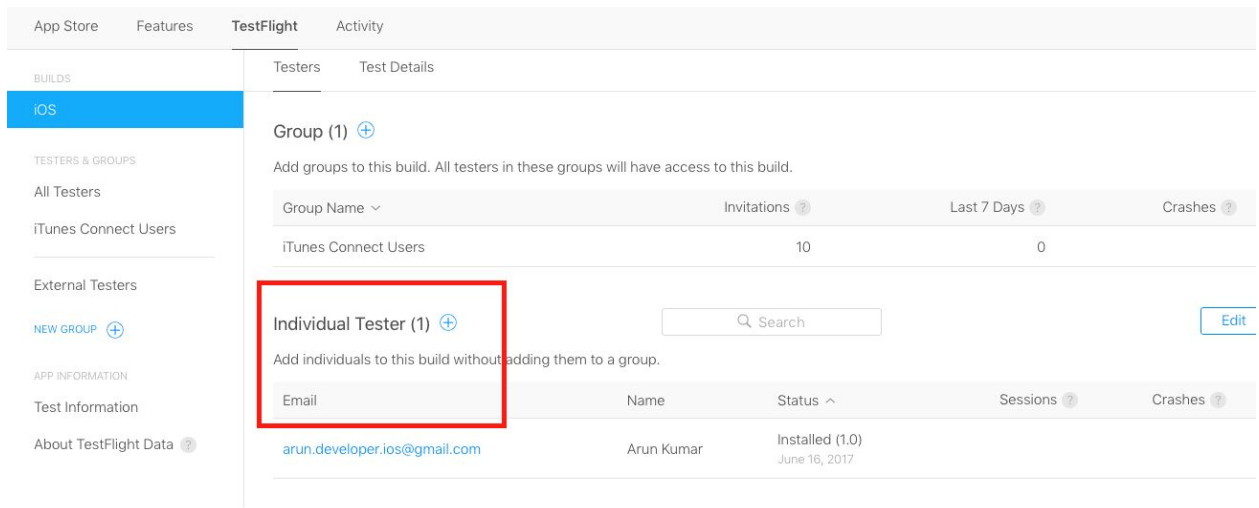 App Store Features TestFlight Activity
BUILDS
iOS
TESTERS & GROUPS
All Testers
iTunes Connect Users
External Testers
NEW GROUP
APP INFORMATION
Test Information
About TestFlight Data ?
Testers Test Details
Group (1)
Add groups to this build. All testers in these groups will have access to this build.
Group Name Invitations ? Last 7 Days ? Crashes ?
iTunes Connect Users 10 0
Individual Tester (1) Search Edit
Add individuals to this build without adding them to a group.
Email Name Status Sessions ? Crashes ?
arun.developer.ios@gmail.com Arun Kumar Installed (1.0)
June 16, 2017